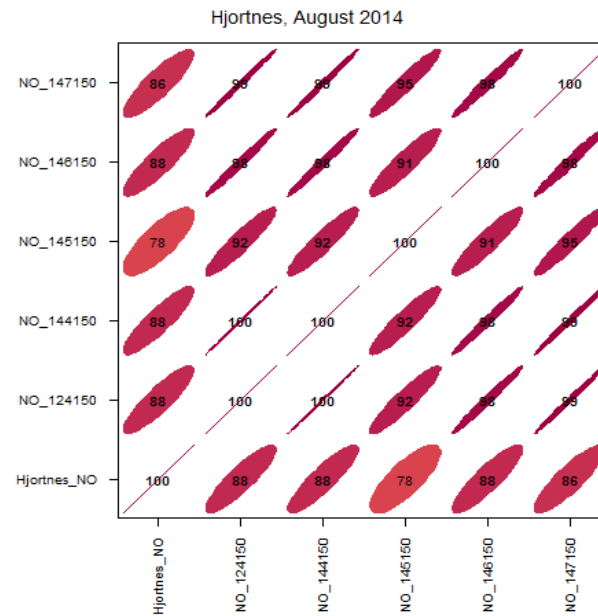 Hjortnes, August 2014
NO_147150 86 99 99 95 98 100
NO_146150 88 98 98 91 100 98
NO_145150 78 92 92 100 91 95
NO_144150 88 100 100 92 98 99
NO_124150 88 100 100 92 98 99
Hjortnes_NO 100 88 88 78 88 86
Hjortnes_NO NO_124150 NO_144150 NO_145150 NO_146150 NO_147150